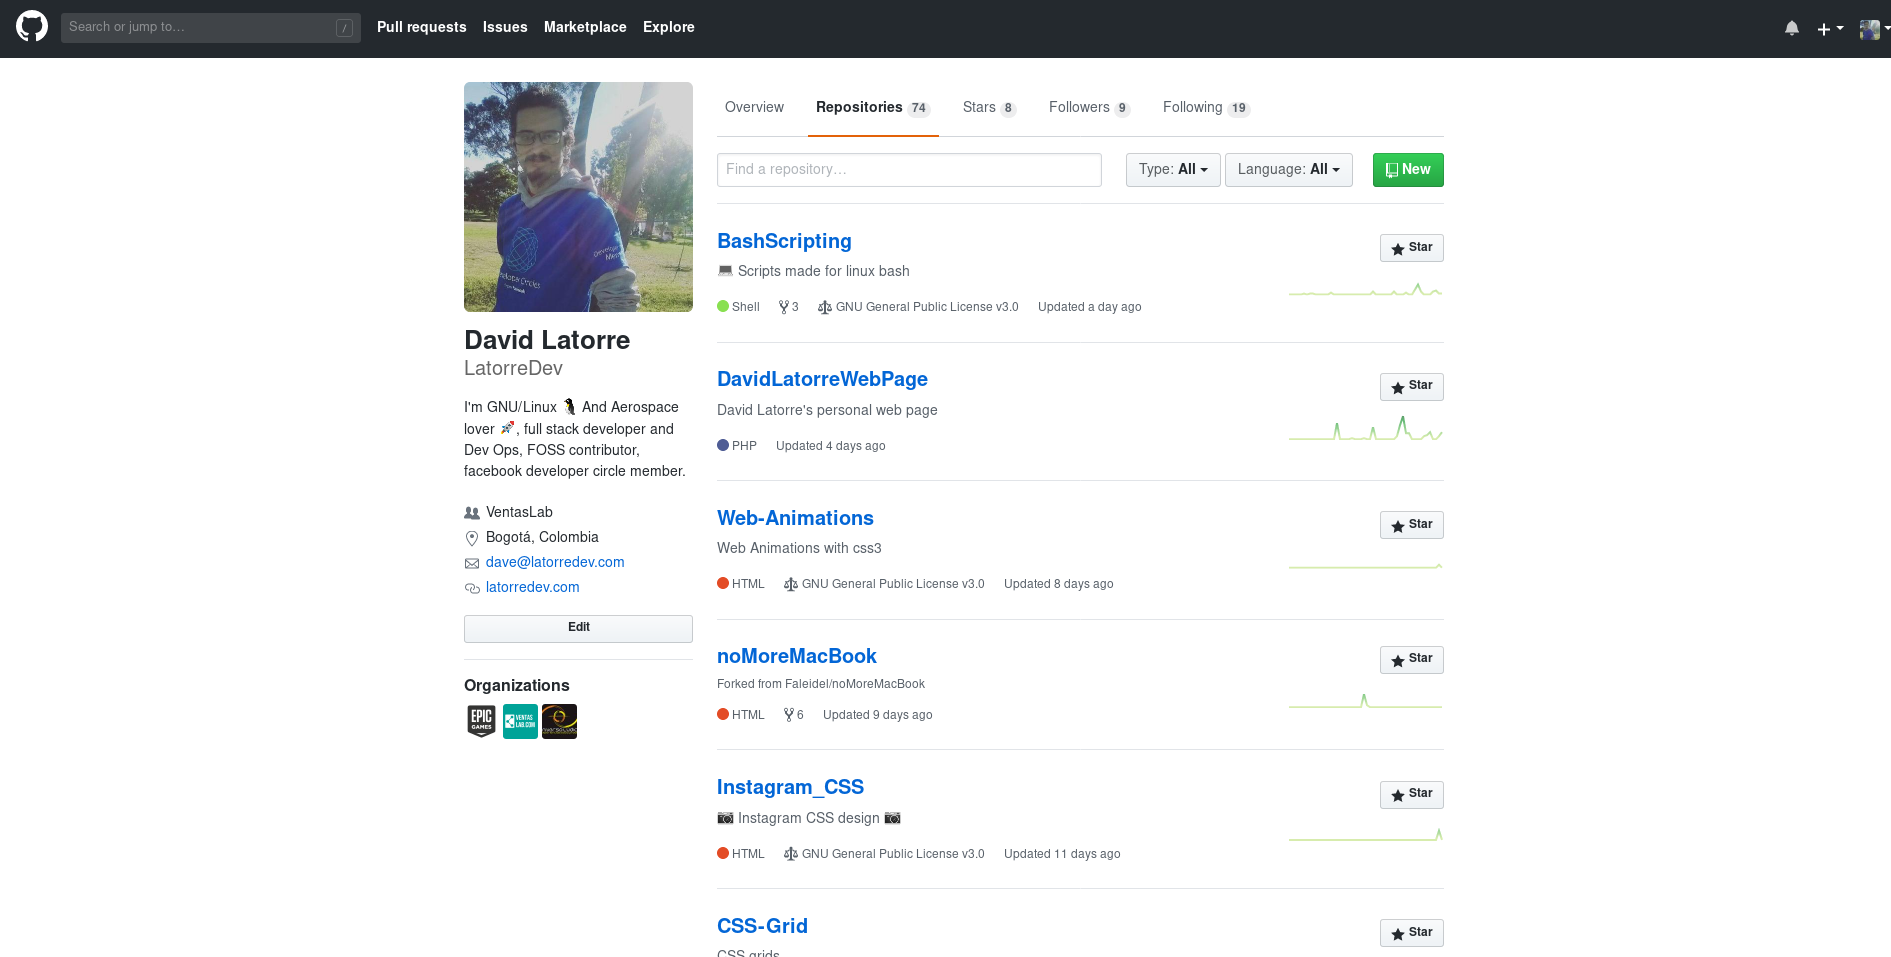 Search or jump to… /
Pull requests Issues Marketplace Explore
Overview Repositories 74 Stars 8 Followers 9 Following 19
Find a repository… Type: All Language: All New
David Latorre
LatorreDev
I'm GNU/Linux 🐧 And Aerospace
lover 🚀, full stack developer and
Dev Ops, FOSS contributor,
facebook developer circle member.
VentasLab
Bogotá, Colombia
dave@latorredev.com
latorredev.com
Edit
Organizations
EPIC
GAMES
VENTAS
LAB.COM
BashScripting
Star
💻 Scripts made for linux bash
Shell 3 GNU General Public License v3.0 Updated a day ago
DavidLatorreWebPage
Star
David Latorre's personal web page
PHP Updated 4 days ago
Web-Animations
Star
Web Animations with css3
HTML GNU General Public License v3.0 Updated 8 days ago
noMoreMacBook
Star
Forked from Faleidel/noMoreMacBook
HTML 6 Updated 9 days ago
Instagram_CSS
Star
📷 Instagram CSS design 📷
HTML GNU General Public License v3.0 Updated 11 days ago
CSS-Grid
Star
CSS grids